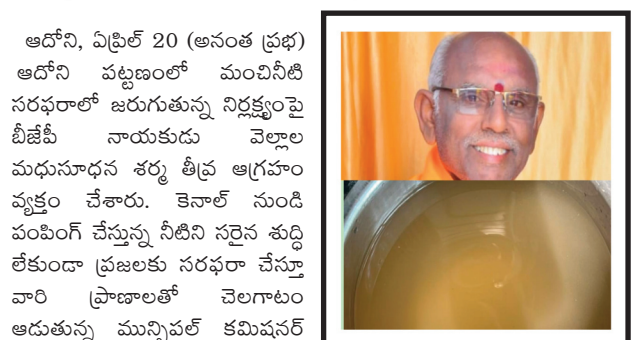 ఆదోని, ఏప్రిల్ 20 (అనంత ప్రభ)
ఆదోని పట్టణంలో మంచినీటి
సరఫరాలో జరుగుతున్న నిర్లక్ష్యంపై
బీజేపీ నాయకుడు వెల్లాల
మధుసూధన శర్మ తీవ్ర ఆగ్రహం
వ్యక్తం చేశారు. కెనాల్ నుండి
పంపింగ్ చేస్తున్న నీటిని సరైన శుద్ధి
లేకుండా ప్రజలకు సరఫరా చేస్తూ
వారి ప్రాణాలతో చెలగాటం
ఆడుతున్న మున్సిపల్ కమిషనర్